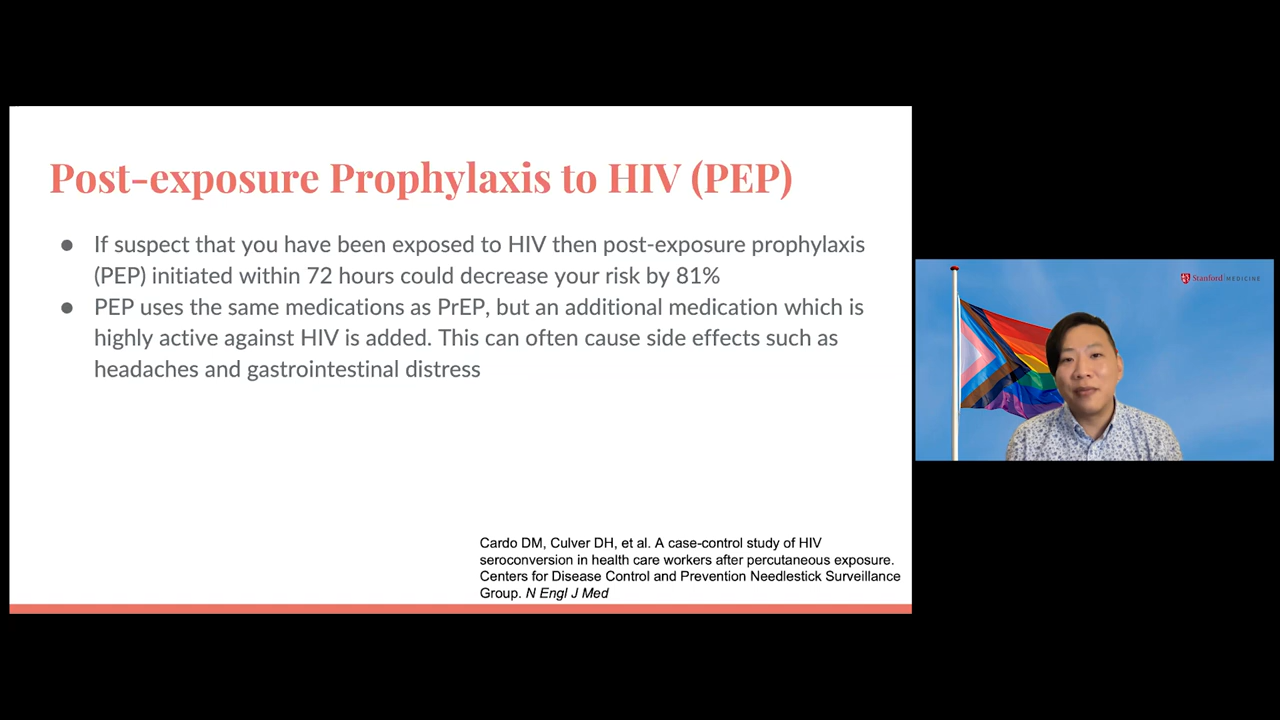 Post-exposure Prophylaxis to HIV (PEP)
● If suspect that you have been exposed to HIV then post-exposure prophylaxis
(PEP) initiated within 72 hours could decrease your risk by 81%
● PEP uses the same medications as PrEP, but an additional medication which is
highly active against HIV is added. This can often cause side effects such as
headaches and gastrointestinal distress
Cardo DM, Culver DH, et al. A case-control study of HIV
seroconversion in health care workers after percutaneous exposure.
Centers for Disease Control and Prevention Needlestick Surveillance
Group. N Engl J Med
Stanford MEDICINE